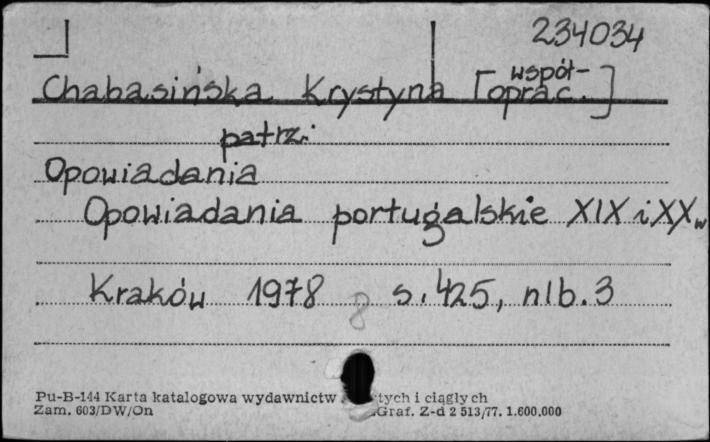 234034
Chabasińska Krystyna [współ-
oprac.]
patrz:
Opowiadania
Opowiadania portugalskie XIX i XX w
Kraków 1978 s. 425, nlb. 3
8
Pu-B-144 Karta katalogowa wydawnictw tych i ciągłych
Zam. 603/DW/On Graf. Z-d 2 513/77. 1.600.000